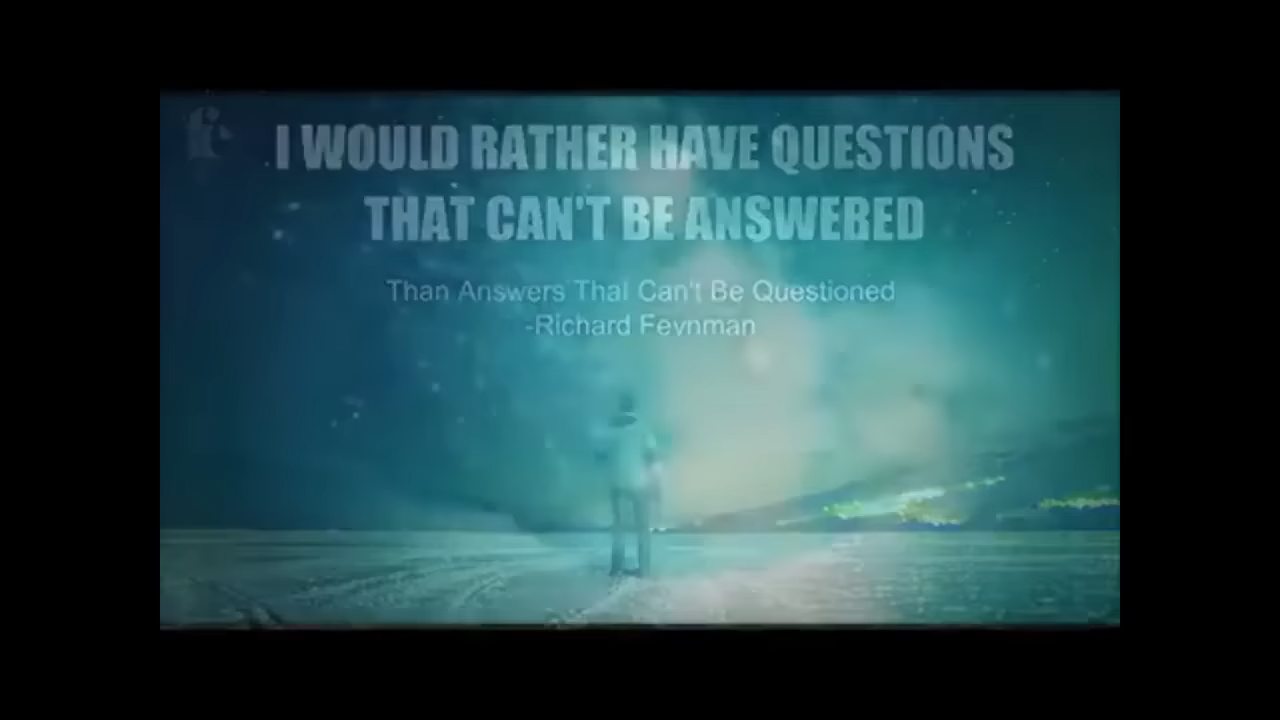 I WOULD RATHER HAVE QUESTIONS
THAT CAN'T BE ANSWERED
Than Answers That Can't Be Questioned
-Richard Feynman